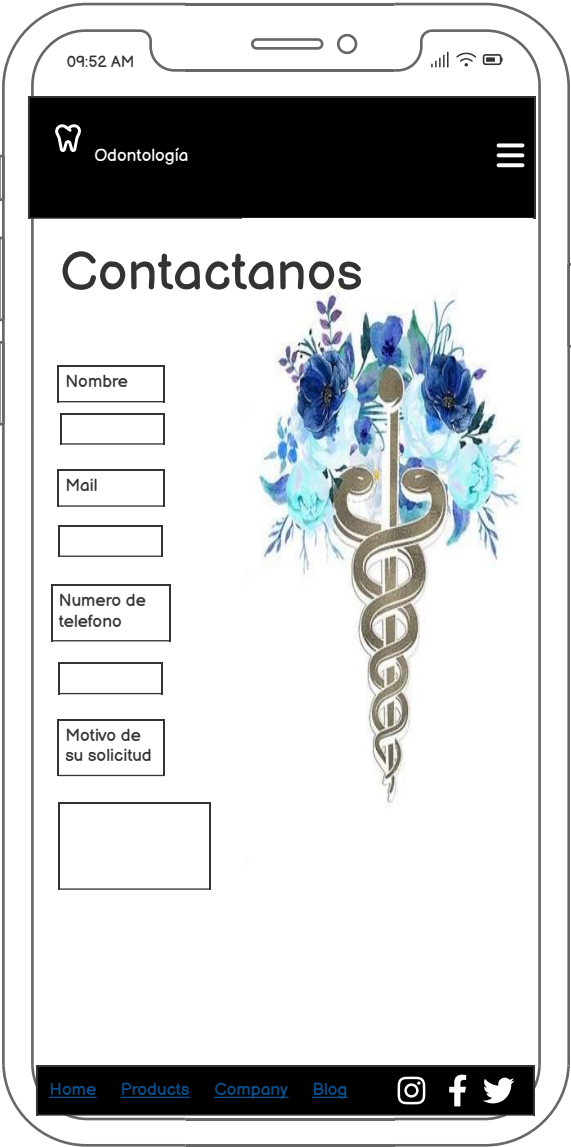 09:52 AM
Odontología
Contactanos
Nombre
Mail
Numero de
telefono
Motivo de
su solicitud
Home Products Company Blog